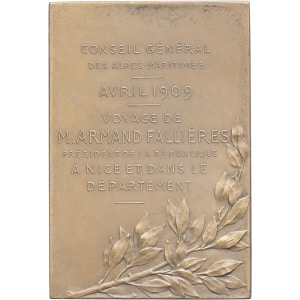 CONSEIL GÉNÉRAL
DES ALPES-MARITIMES
AVRIL 1909
VOYAGE DE
M. ARMAND FALLIÈRES
PRÉSIDENT DE LA RÉPUBLIQUE
À NICE ET DANS LE
DÉPARTEMENT